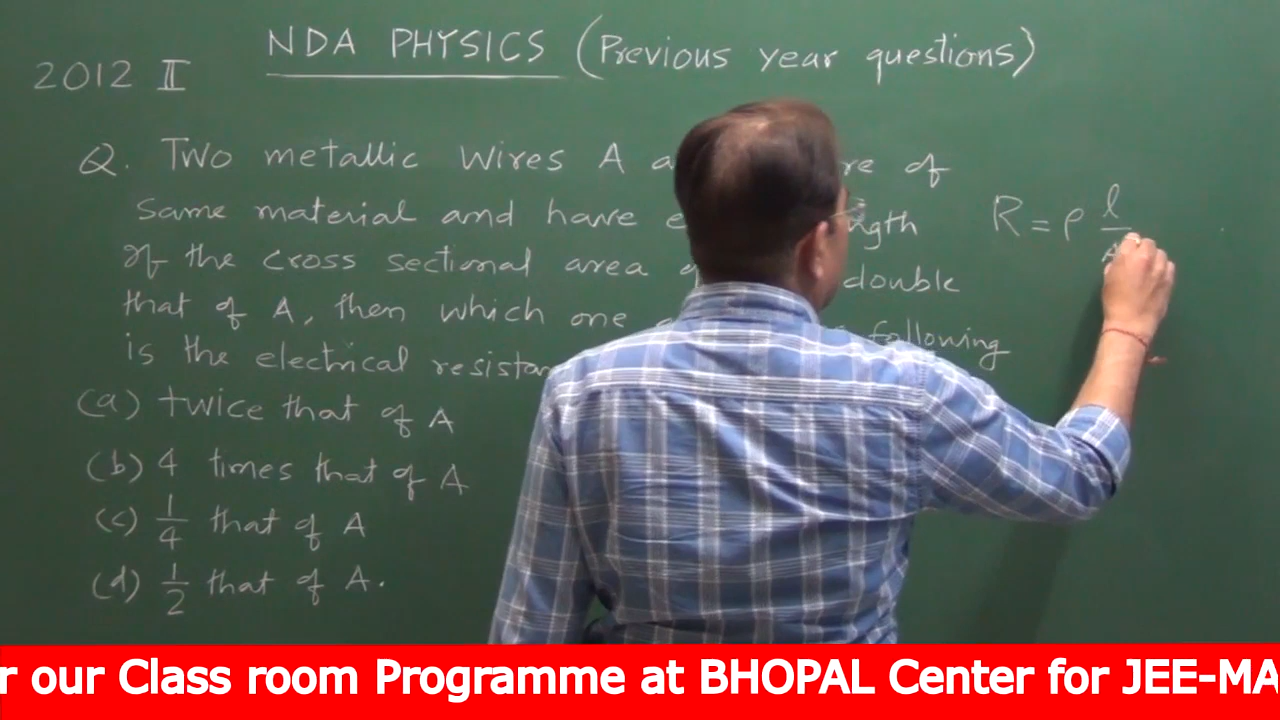 NDA PHYSICS (Previous year questions)
2012 II
Q. Two metallic wires A a re of
same material and have e ngth
If the cross sectional area of double
that of A, then which one following
is the electrical resistan
(a) twice that of A
(b) 4 times that of A
(c) 1/4 that of A
(d) 1/2 that of A.
R = ρ l/A
r our Class room Programme at BHOPAL Center for JEE-MA